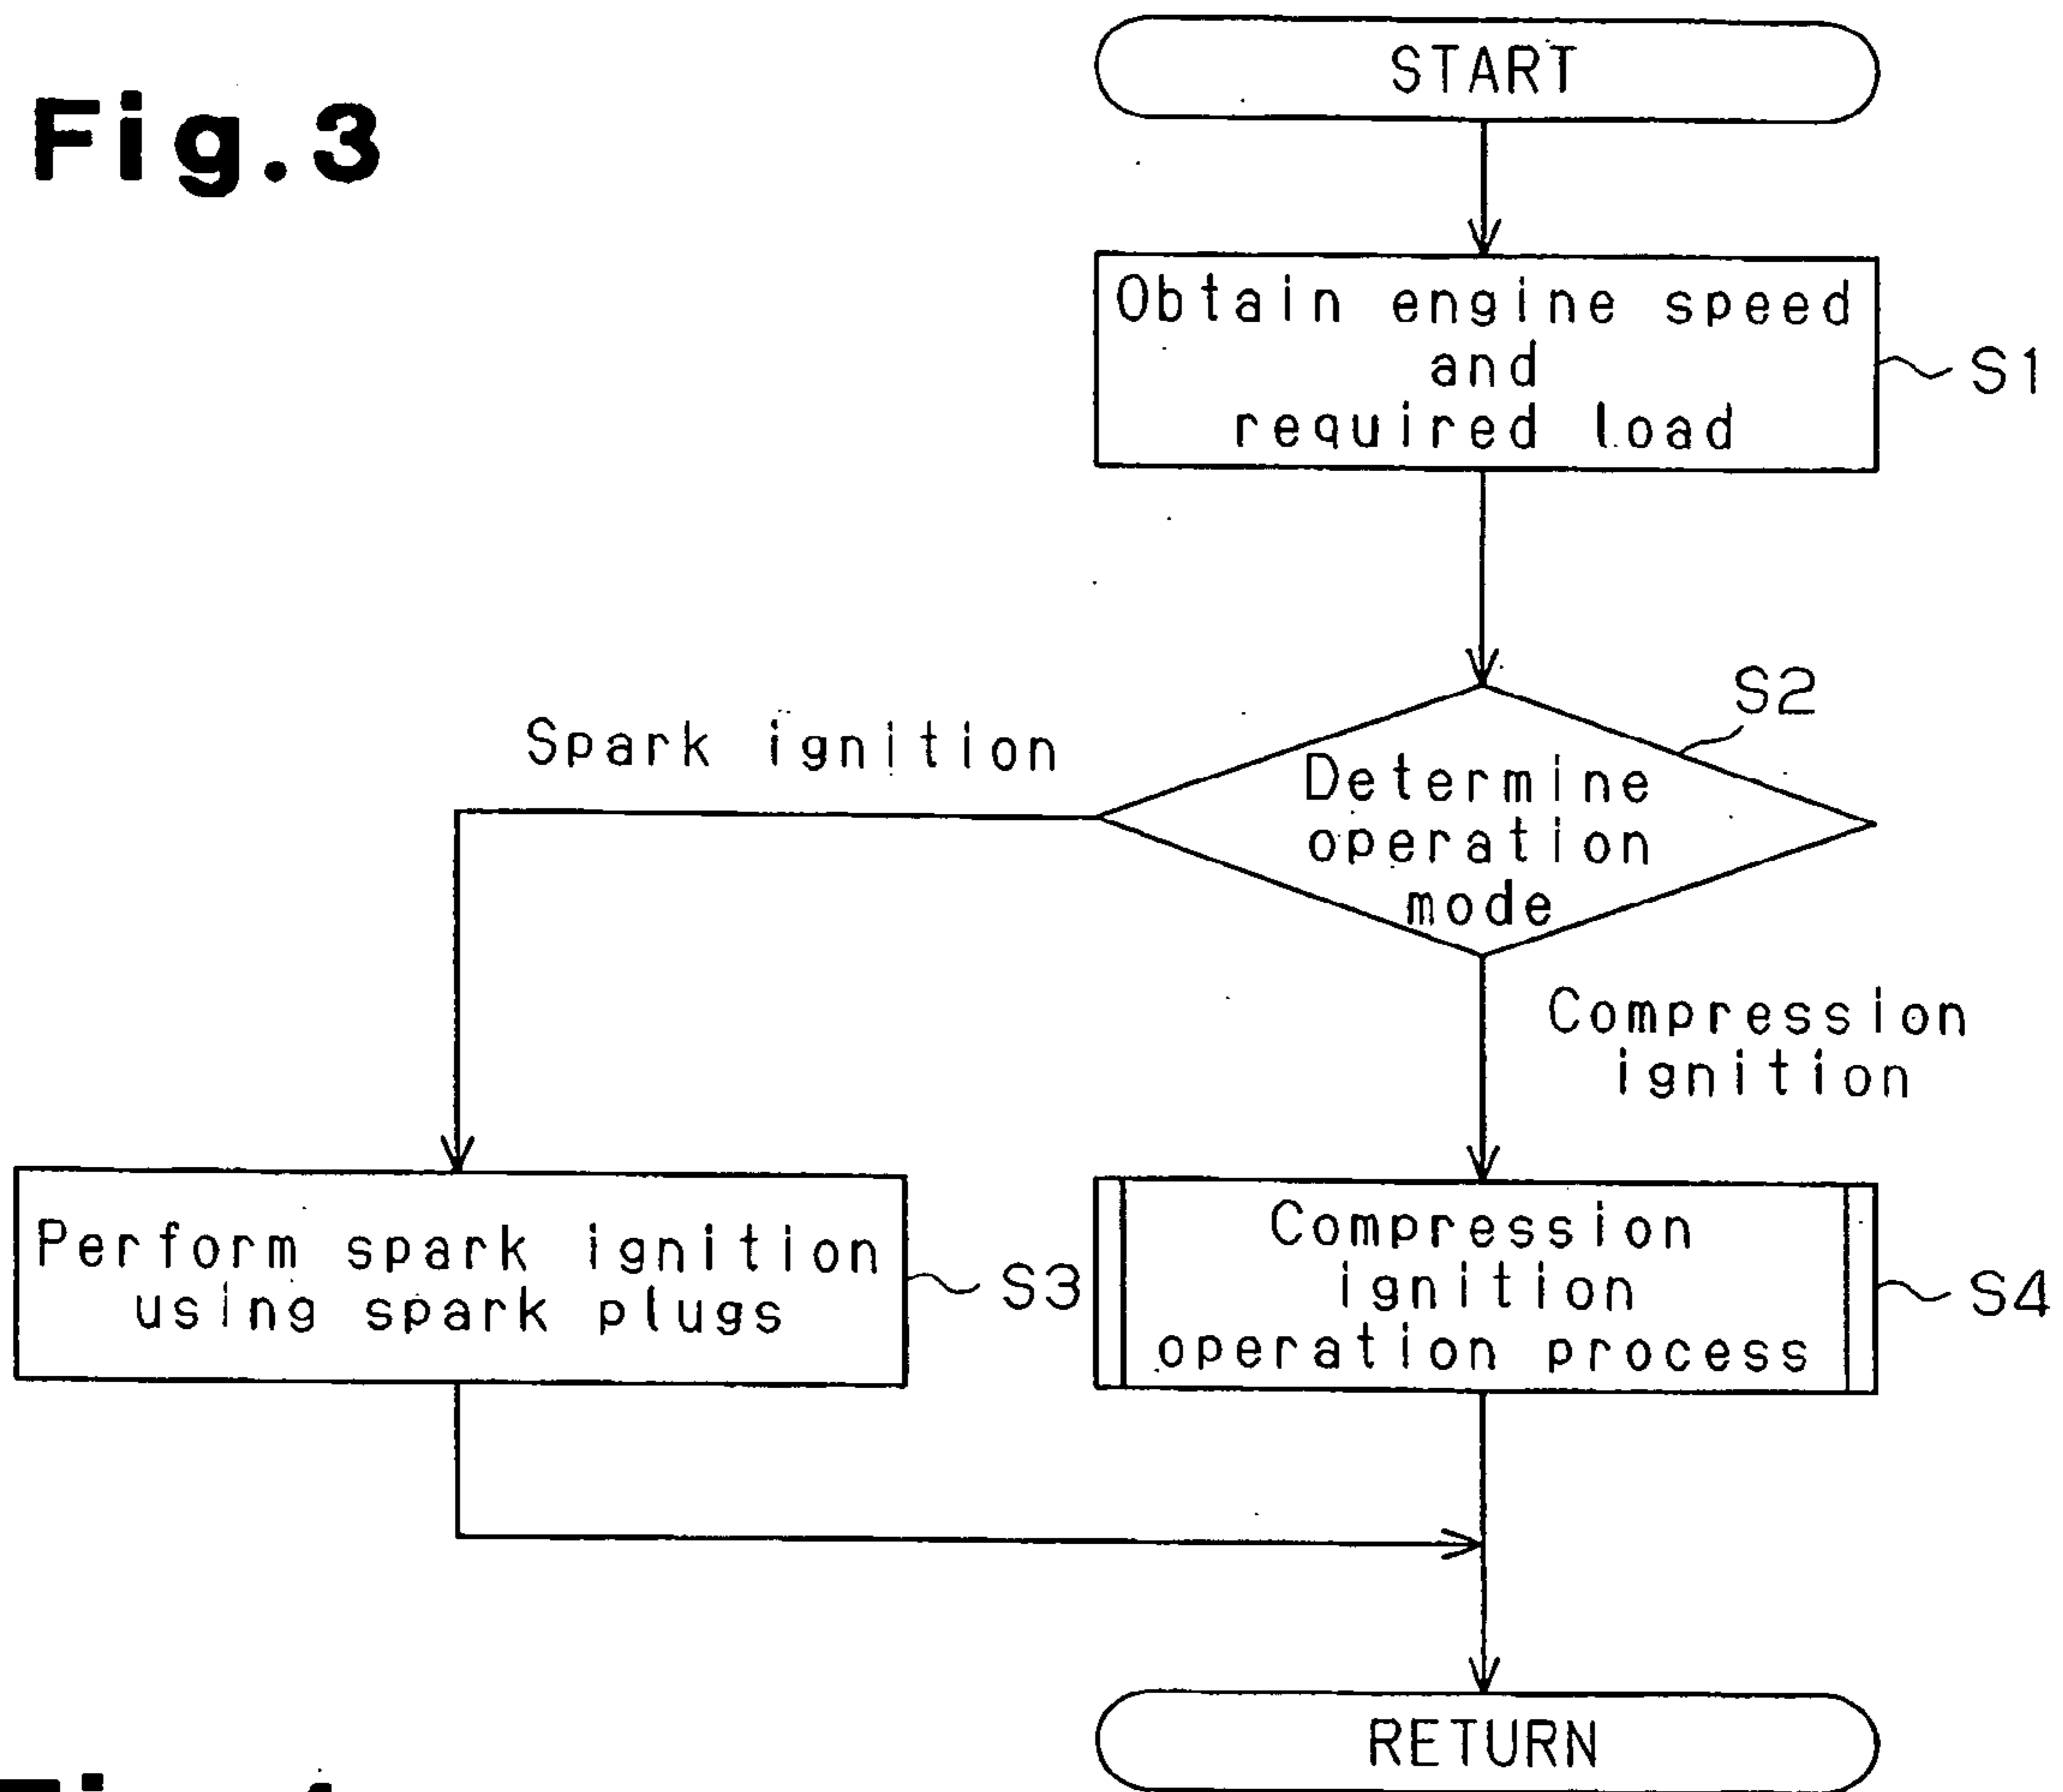 Fig.3
START
Obtain engine speed
and
required load
S1
S2
Spark ignition
Determine
operation
mode
Compression
ignition
Perform spark ignition
using spark plugs
S3
Compression
ignition
operation process
S4
RETURN